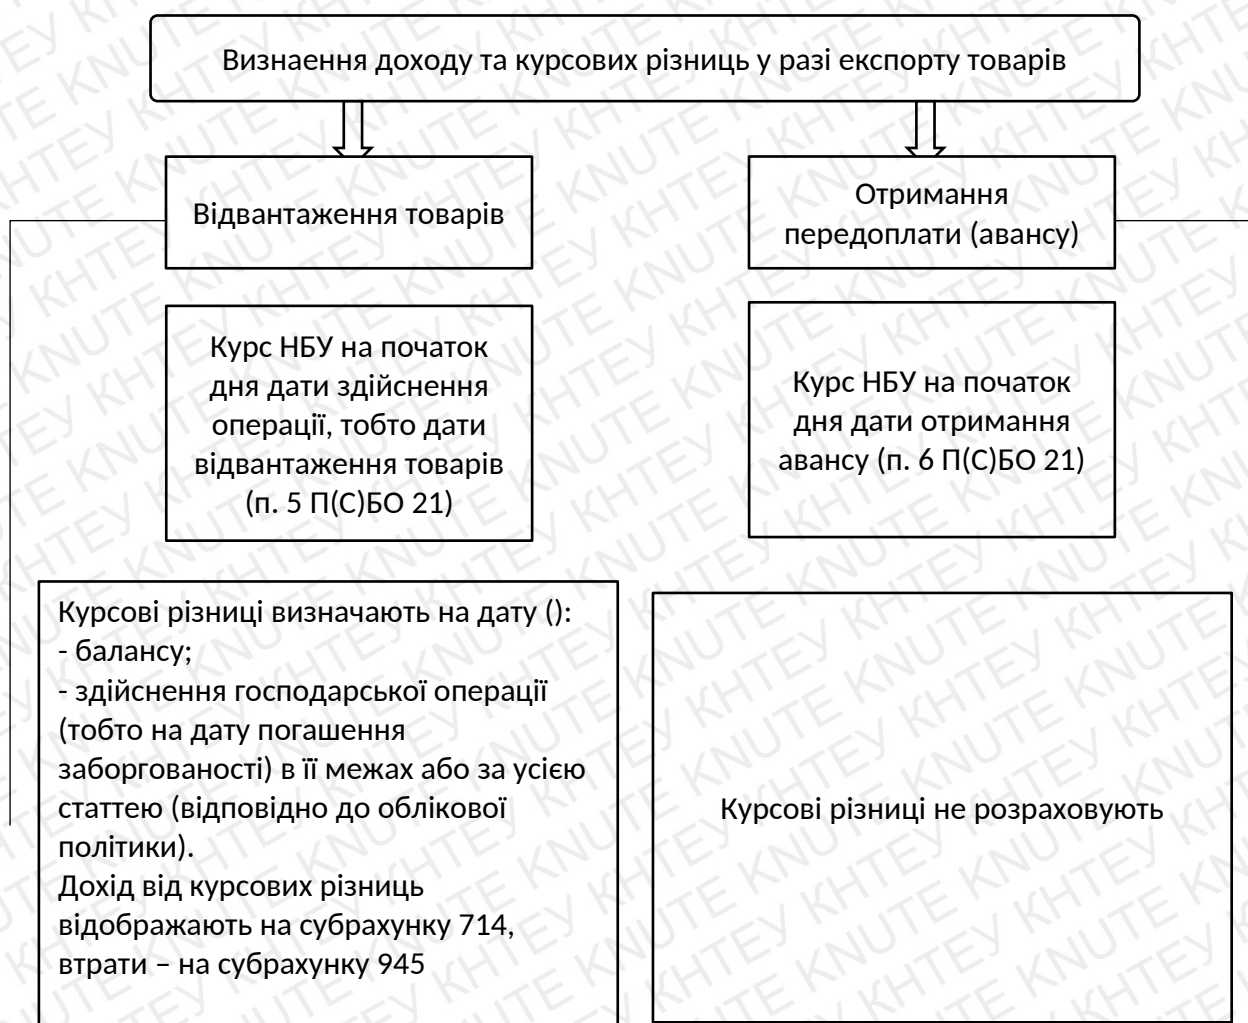 Визнаення доходу та курсових різниць у разі експорту товарів
Відвантаження товарів
Отримання
передоплати (авансу)
Курс НБУ на початок
дня дати здійснення
операції, тобто дати
відвантаження товарів
(п. 5 П(С)БО 21)
Курс НБУ на початок
дня дати отримання
авансу (п. 6 П(С)БО 21)
Курсові різниці визначають на дату ():
- балансу;
- здійснення господарської операції
(тобто на дату погашення
заборгованості) в її межах або за усією
статтею (відповідно до облікової
політики).
Дохід від курсових різниць
відображають на субрахунку 714,
втрати – на субрахунку 945
Курсові різниці не розраховують